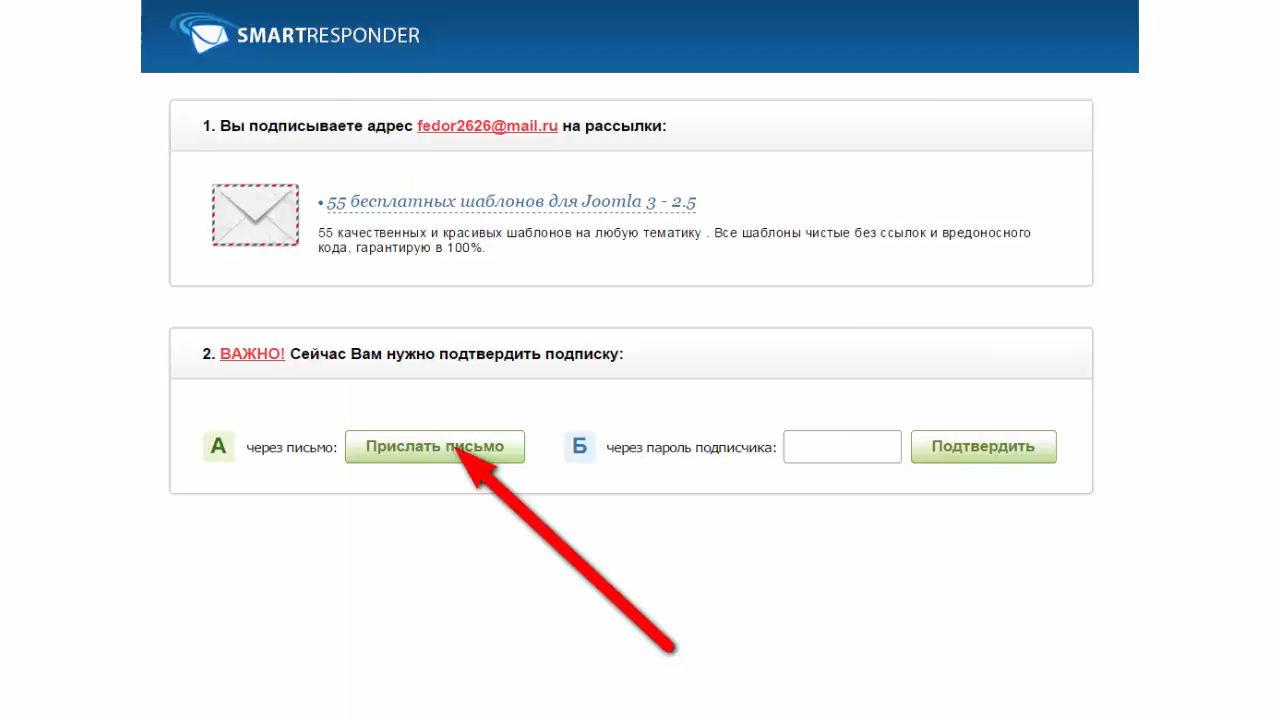 SMARTRESPONDER
1. Вы подписываете адрес fedor2626@mail.ru на рассылки:
• 55 бесплатных шаблонов для Joomla 3 - 2.5
55 качественных и красивых шаблонов на любую тематику . Все шаблоны чистые без ссылок и вредоносного
кода, гарантирую в 100%.
2. ВАЖНО! Сейчас Вам нужно подтвердить подписку:
А через письмо: Прислать письмо Б через пароль подписчика: Подтвердить